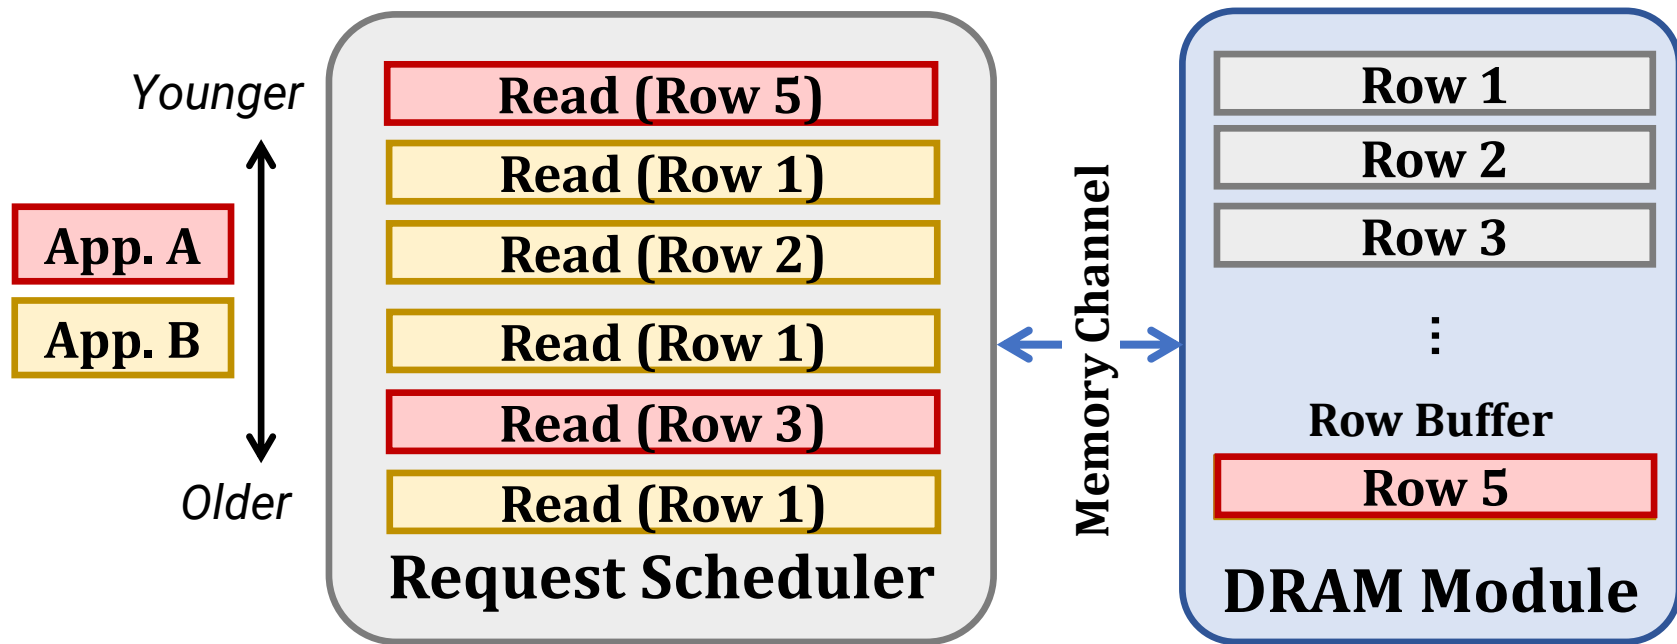 Younger
App. A
App. B
Older
Read (Row 5)
Read (Row 1)
Read (Row 2)
Read (Row 1)
Read (Row 3)
Read (Row 1)
Request Scheduler
Memory Channel
Row 1
Row 2
Row 3
...
Row Buffer
Row 5
DRAM Module